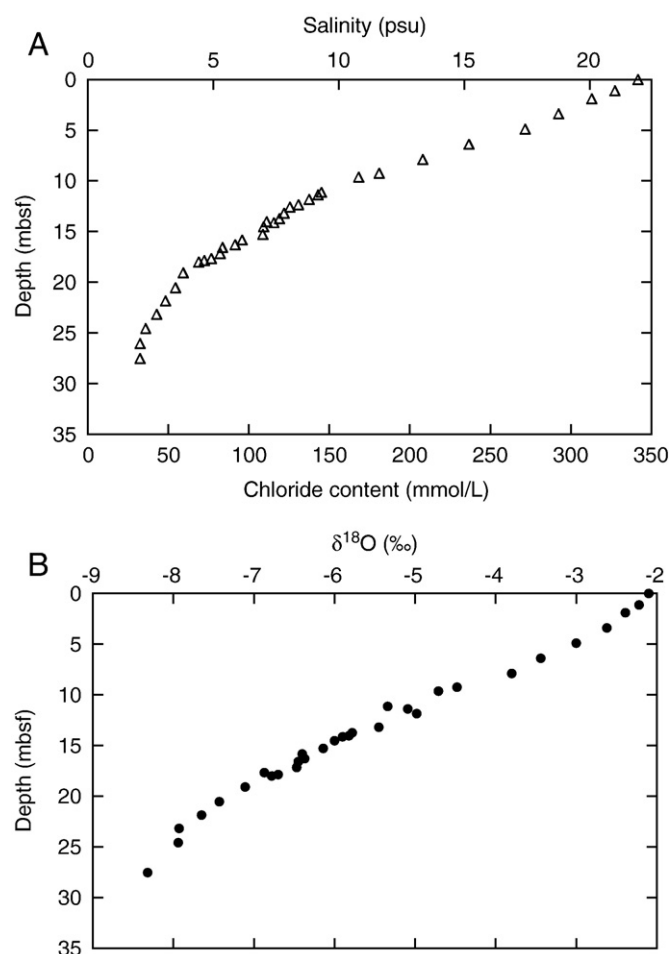 A
Salinity (psu)
0 5 10 15 20
0
5
10
15
20
25
30
35
Depth (mbsf)
0 50 100 150 200 250 300 350
Chloride content (mmol/L)
B
δ¹⁸O (‰)
-9 -8 -7 -6 -5 -4 -3 -2
0
5
10
15
20
25
30
35
Depth (mbsf)